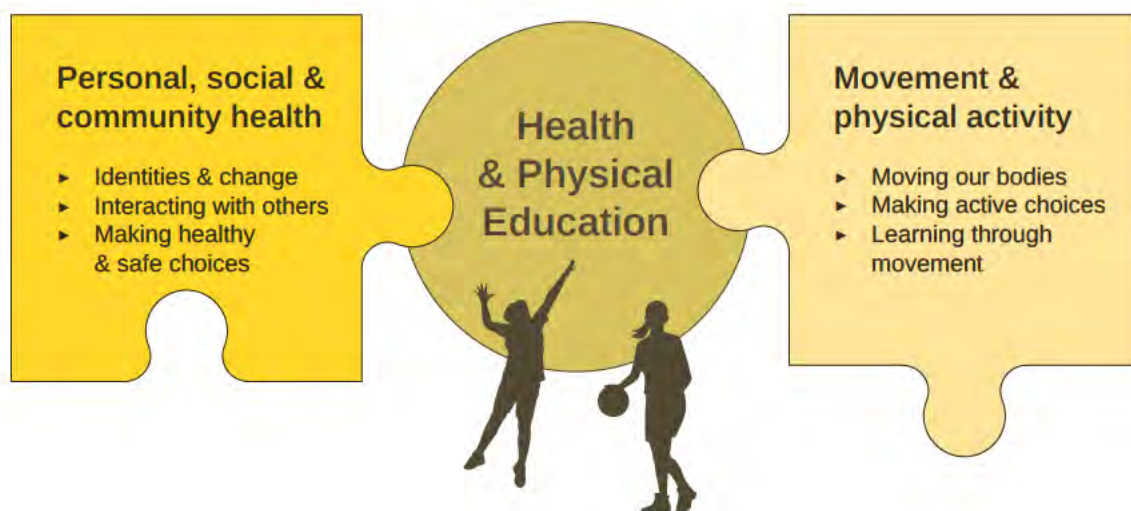 Personal, social &
community health
► Identities & change
► Interacting with others
► Making healthy
& safe choices
Health
& Physical
Education
Movement &
physical activity
► Moving our bodies
► Making active choices
► Learning through
movement